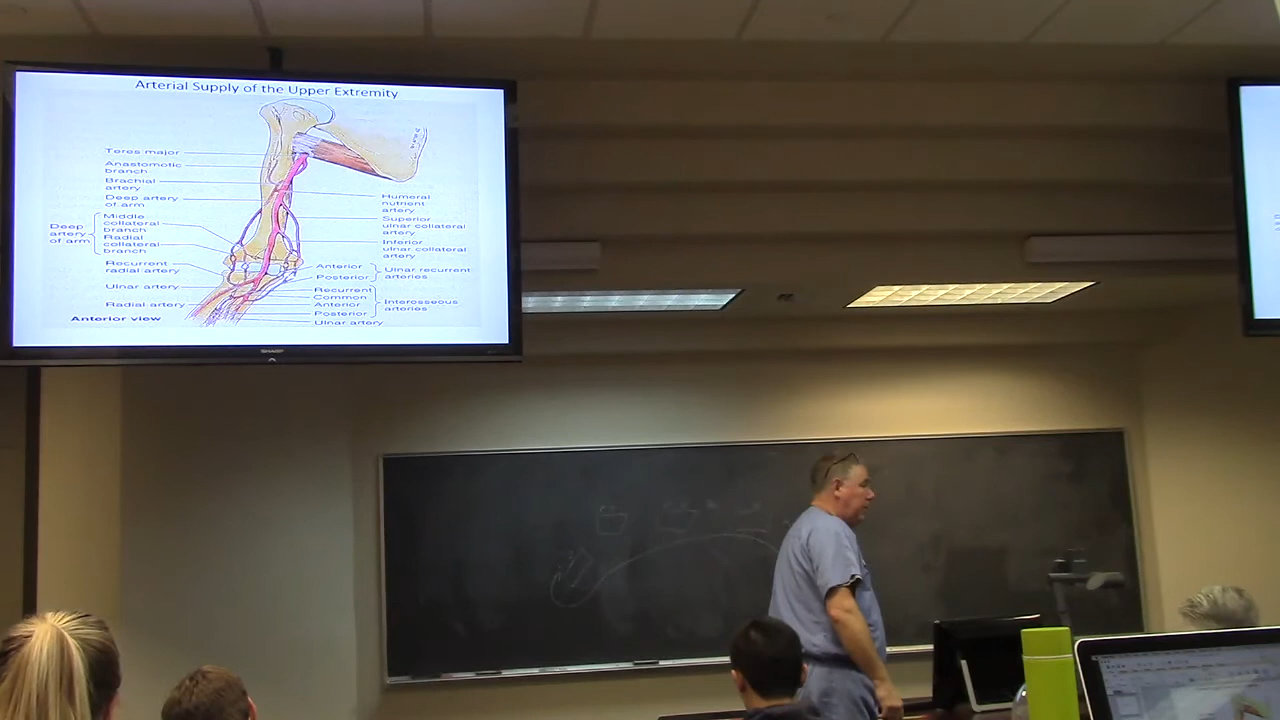 Arterial Supply of the Upper Extremity
Teres major
Anastomotic
branch
Brachial
artery
Deep artery
of arm
Deep
artery
of arm
Middle
collateral
branch
Radial
collateral
branch
Recurrent
radial artery
Ulnar artery
Radial artery
Anterior view
Humeral
nutrient
artery
Superior
ulnar collateral
artery
Inferior
ulnar collateral
artery
Anterior
Posterior
Ulnar recurrent
arteries
Recurrent
Common
Anterior
Posterior
Interosseous
arteries
Ulnar artery
SHARP